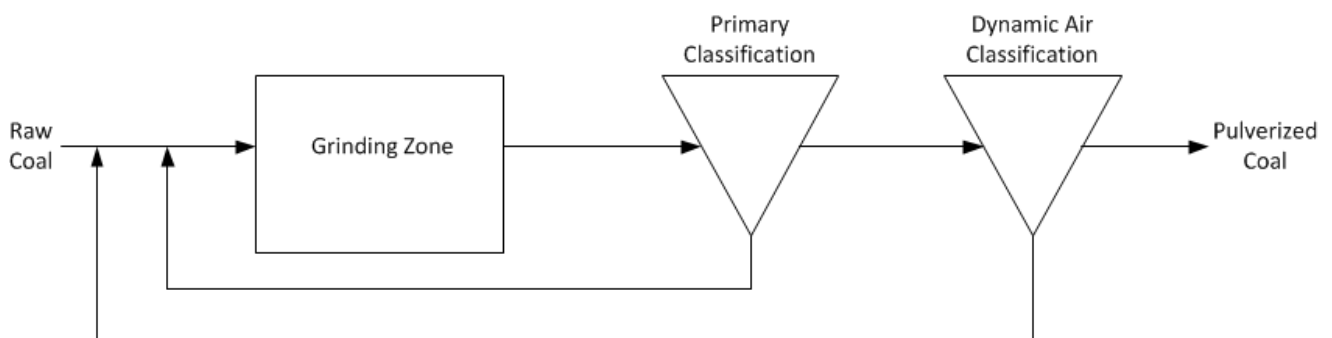 Primary
Classification
Dynamic Air
Classification
Raw
Coal
Grinding Zone
Pulverized
Coal